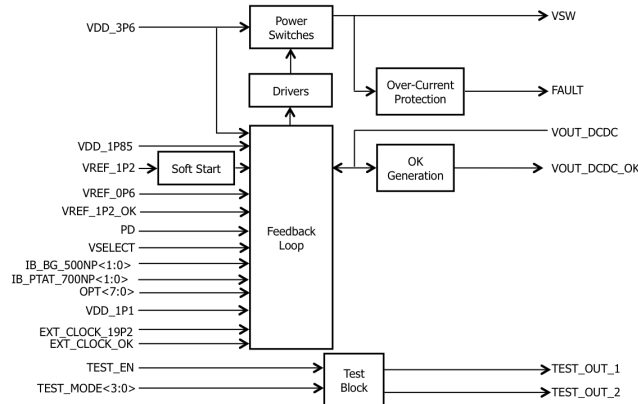 VDD_3P6
Power
Switches
VSW
Drivers
Over-Current
Protection
FAULT
VDD_1P85
VREF_1P2
Soft Start
VOUT_DCDC
OK
Generation
VOUT_DCDC_OK
VREF_0P6
VREF_1P2_OK
PD
VSELECT
Feedback
Loop
IB_BG_500NP<1:0>
IB_PTAT_700NP<1:0>
OPT<7:0>
VDD_1P1
EXT_CLOCK_19P2
EXT_CLOCK_OK
TEST_EN
TEST_MODE<3:0>
Test
Block
TEST_OUT_1
TEST_OUT_2